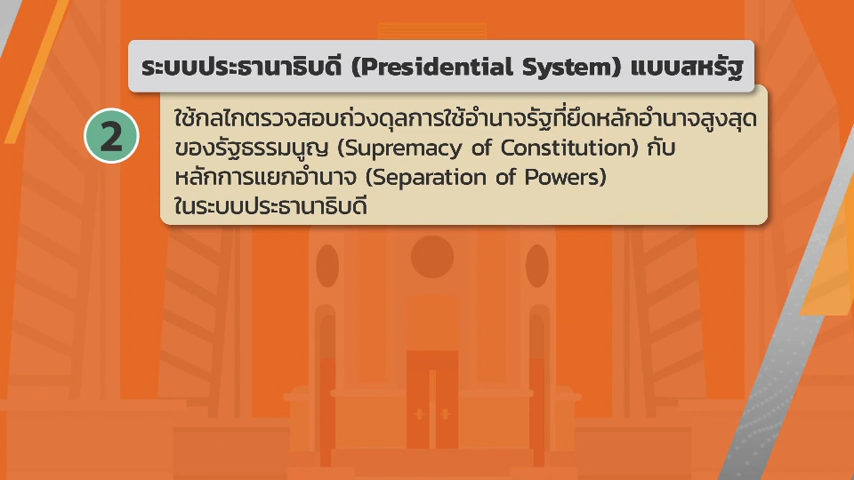 ระบบประธานาธิบดี (Presidential System) แบบสหรัฐ
2
ใช้กลไกตรวจสอบถ่วงดุลการใช้อำนาจรัฐที่ยึดหลักอำนาจสูงสุด
ของรัฐธรรมนูญ (Supremacy of Constitution) กับ
หลักการแยกอำนาจ (Separation of Powers)
ในระบบประธานาธิบดี